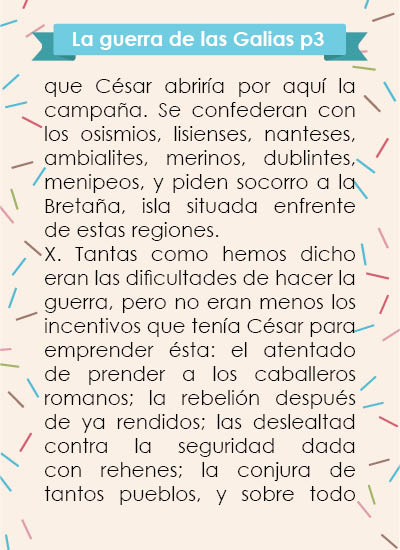 La guerra de las Galias p3
que César abriría por aquí la
campaña. Se confederan con
los osismios, lisienses, nanteses,
ambialites, merinos, dublintes,
menipeos, y piden socorro a la
Bretaña, isla situada enfrente
de estas regiones.
X. Tantas como hemos dicho
eran las dificultades de hacer la
guerra, pero no eran menos los
incentivos que tenía César para
emprender ésta: el atentado
de prender a los caballeros
romanos; la rebelión después
de ya rendidos; las deslealtad
contra la seguridad dada
con rehenes; la conjura de
tantos pueblos, y sobre todo